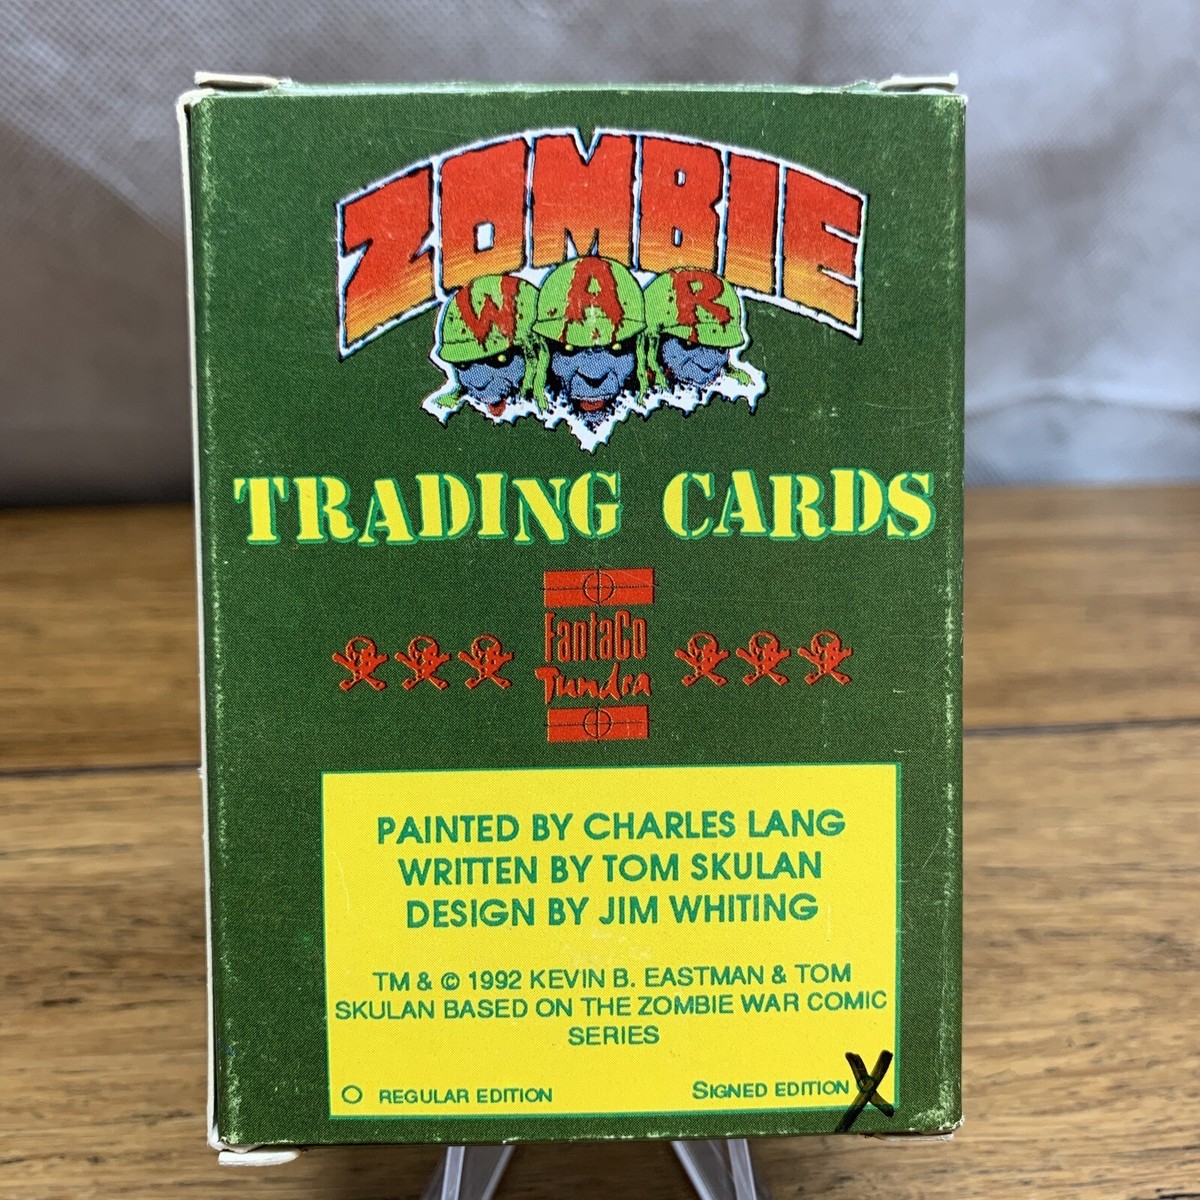 ZOMBIE
WAR
TRADING CARDS
FantaCo
Tundra
PAINTED BY CHARLES LANG
WRITTEN BY TOM SKULAN
DESIGN BY JIM WHITING
TM & © 1992 KEVIN B. EASTMAN & TOM
SKULAN BASED ON THE ZOMBIE WAR COMIC
SERIES
REGULAR EDITION SIGNED EDITION X